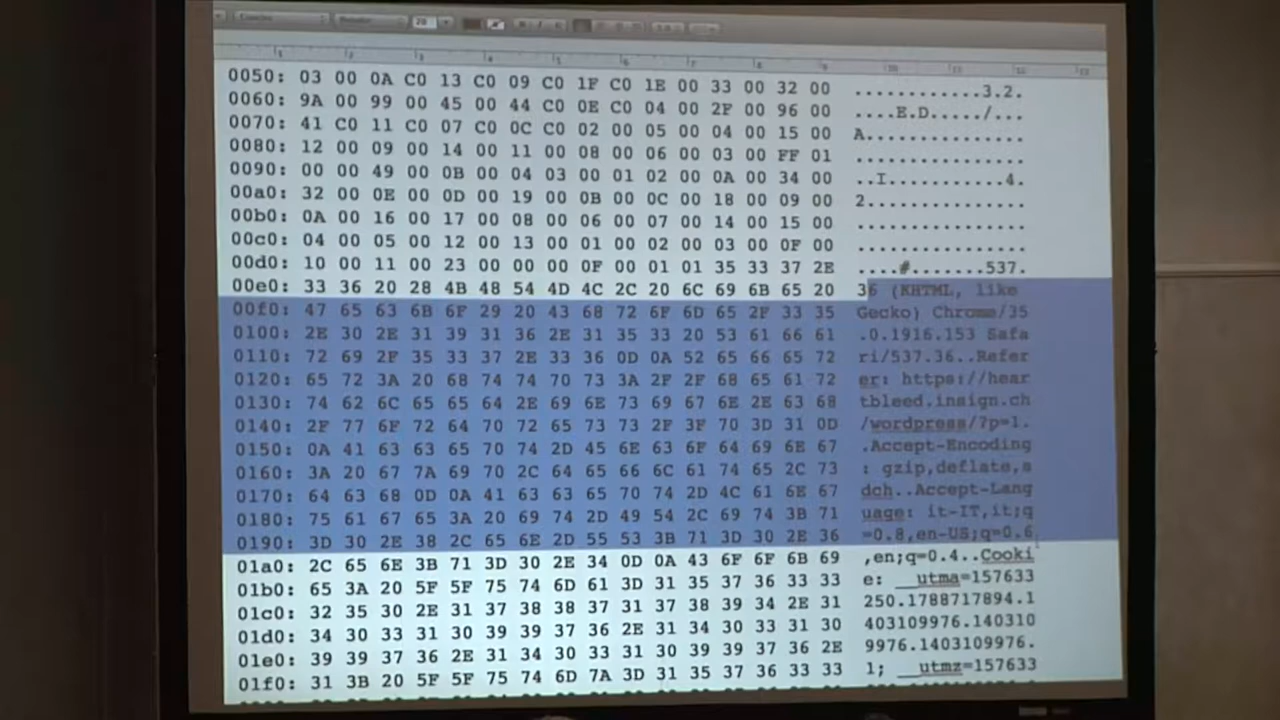 0050: 03 00 0A C0 13 C0 09 C0 1F C0 1E 00 33 00 32 00 ............3.2.
0060: 9A 00 99 00 45 00 44 C0 0E C0 04 00 2F 00 96 00 ....E.D...../...
0070: 41 C0 11 C0 07 C0 0C C0 02 00 05 00 04 00 15 00 A...............
0080: 12 00 09 00 14 00 11 00 08 00 06 00 03 00 FF 01 ................
0090: 00 00 49 00 0B 00 04 03 00 01 02 00 0A 00 34 00 ..I...........4.
00a0: 32 00 0E 00 0D 00 19 00 0B 00 0C 00 18 00 09 00 2...............
00b0: 0A 00 16 00 17 00 08 00 06 00 07 00 14 00 15 00 ................
00c0: 04 00 05 00 12 00 13 00 01 00 02 00 03 00 0F 00 ................
00d0: 10 00 11 00 23 00 00 00 0F 00 01 01 35 33 37 2E ....#.......537.
00e0: 33 36 20 28 4B 48 54 4D 4C 2C 20 6C 69 6B 65 20 36 (KHTML, like
00f0: 47 65 63 6B 6F 29 20 43 68 72 6F 6D 65 2F 33 35 Gecko) Chrome/35
0100: 2E 30 2E 31 39 31 36 2E 31 35 33 20 53 61 66 61 .0.1916.153 Safa
0110: 72 69 2F 35 33 37 2E 33 36 0D 0A 52 65 66 65 72 ri/537.36..Refer
0120: 65 72 3A 20 68 74 74 70 73 3A 2F 2F 68 65 61 72 er: https://hear
0130: 74 62 6C 65 65 64 2E 69 6E 73 69 67 6E 2E 63 68 tbleed.insign.ch
0140: 2F 77 6F 72 64 70 72 65 73 73 2F 3F 70 3D 31 0D /wordpress/?p=1.
0150: 0A 41 63 63 65 70 74 2D 45 6E 63 6F 64 69 6E 67 .Accept-Encoding
0160: 3A 20 67 7A 69 70 2C 64 65 66 6C 61 74 65 2C 73 : gzip,deflate,s
0170: 64 63 68 0D 0A 41 63 63 65 70 74 2D 4C 61 6E 67 dch..Accept-Lang
0180: 75 61 67 65 3A 20 69 74 2D 49 54 2C 69 74 3B 71 uage: it-IT,it;q
0190: 3D 30 2E 38 2C 65 6E 2D 55 53 3B 71 3D 30 2E 36 =0.8,en-US;q=0.6
01a0: 2C 65 6E 3B 71 3D 30 2E 34 0D 0A 43 6F 6F 6B 69 ,en;q=0.4..Cooki
01b0: 65 3A 20 5F 5F 75 74 6D 61 3D 31 35 37 36 33 33 e: __utma=157633
01c0: 32 35 30 2E 31 37 38 38 37 31 37 38 39 34 2E 31 250.1788717894.1
01d0: 34 30 33 31 30 39 39 37 36 2E 31 34 30 33 31 30 403109976.140310
01e0: 39 39 37 36 2E 31 34 30 33 31 30 39 39 37 36 2E 9976.1403109976.
01f0: 31 3B 20 5F 5F 75 74 6D 7A 3D 31 35 37 36 33 33 1; __utmz=157633